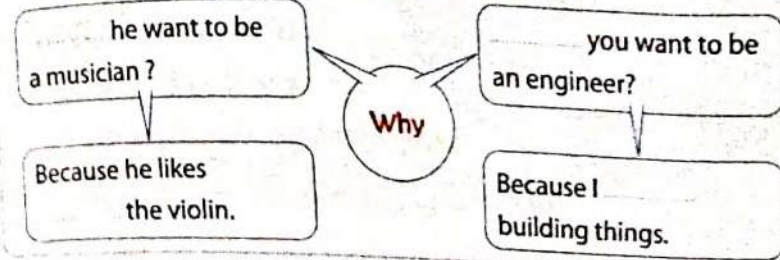 .......... he want to be
a musician ?
Because he likes
.......... the violin.
Why
.......... you want to be
an engineer?
Because I ..........
building things.